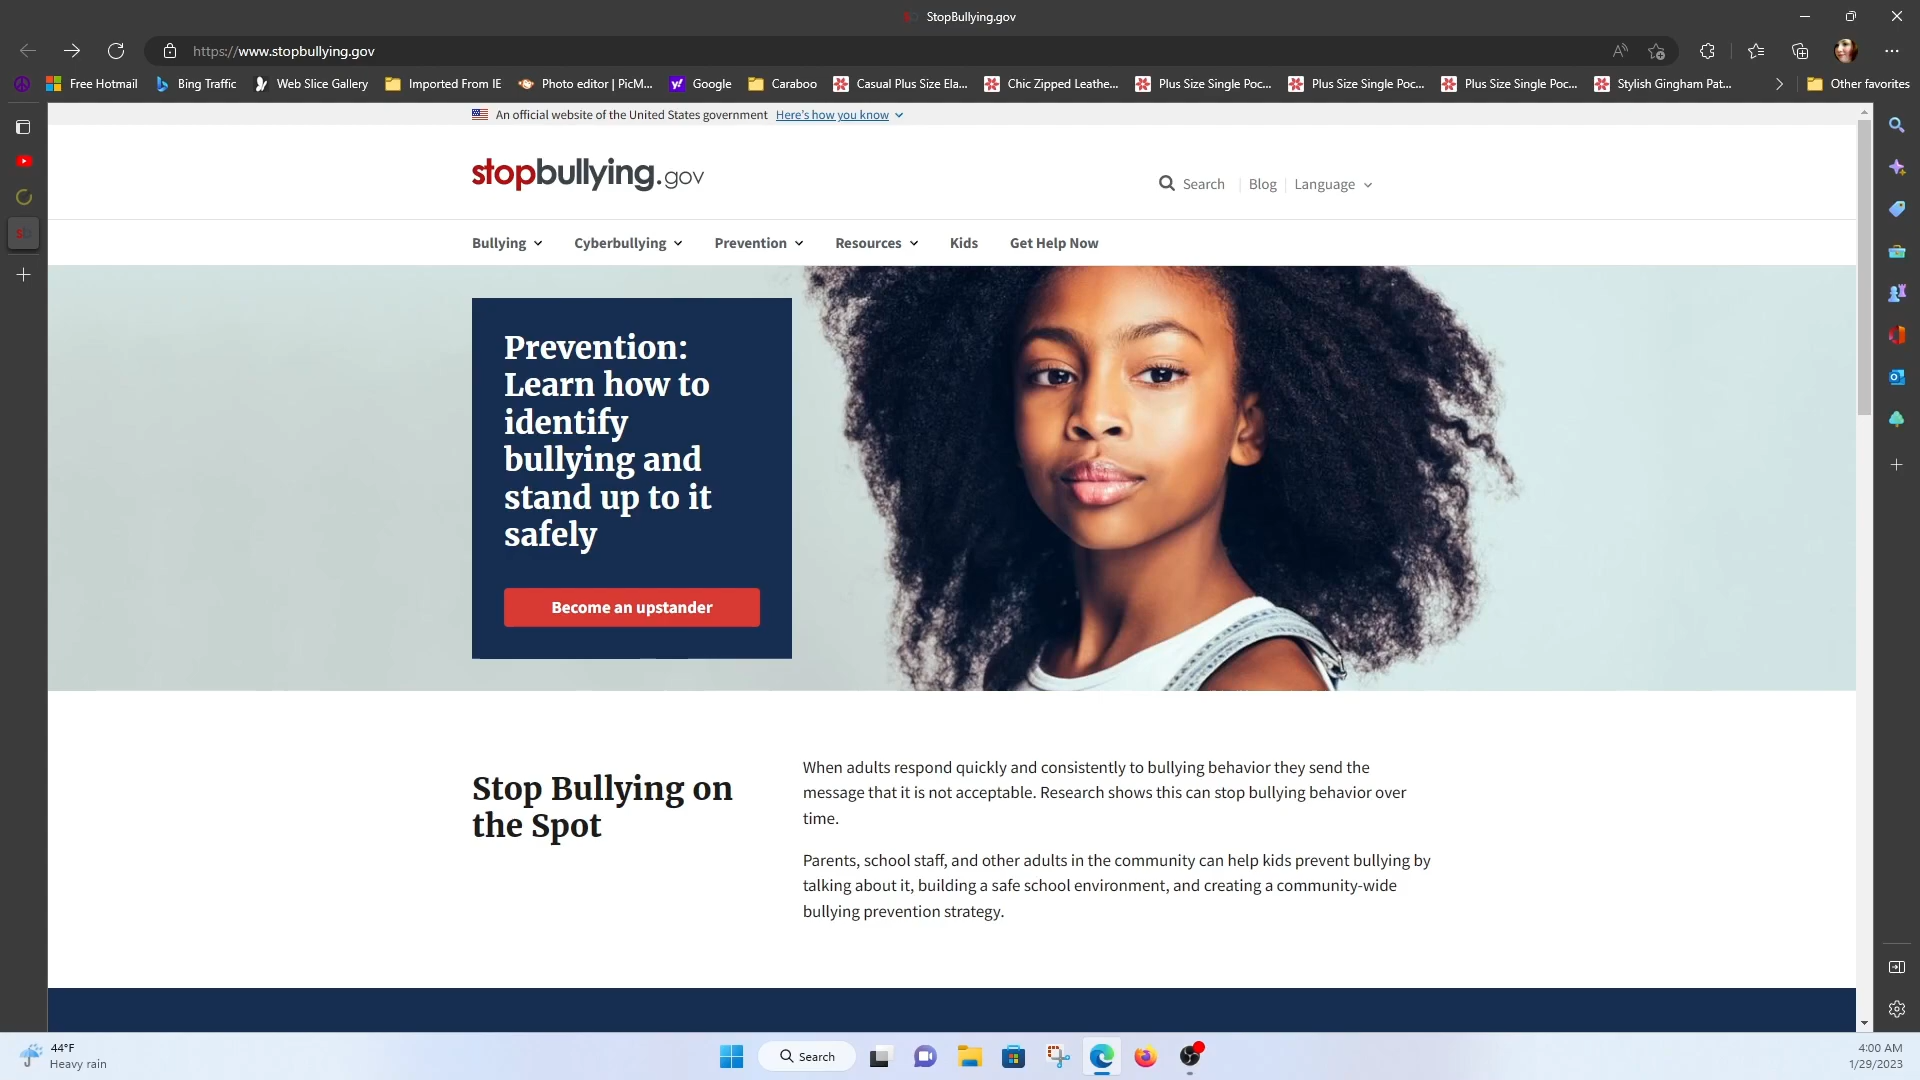 StopBullying.gov
https://www.stopbullying.gov
Free Hotmail
Bing Traffic
Web Slice Gallery
Imported From IE
Photo editor | PicM...
Google
Caraboo
Casual Plus Size Ela...
Chic Zipped Leathe...
Plus Size Single Poc...
Plus Size Single Poc...
Plus Size Single Poc...
Stylish Gingham Pat...
Other favorites
An official website of the United States government Here's how you know
stopbullying.gov
Search
Blog
Language
Bullying
Cyberbullying
Prevention
Resources
Kids
Get Help Now
Prevention:
Learn how to
identify
bullying and
stand up to it
safely
Become an upstander
Stop Bullying on
the Spot
When adults respond quickly and consistently to bullying behavior they send the
message that it is not acceptable. Research shows this can stop bullying behavior over
time.
Parents, school staff, and other adults in the community can help kids prevent bullying by
talking about it, building a safe school environment, and creating a community-wide
bullying prevention strategy.
44°F
Heavy rain
Search
4:00 AM
1/29/2023